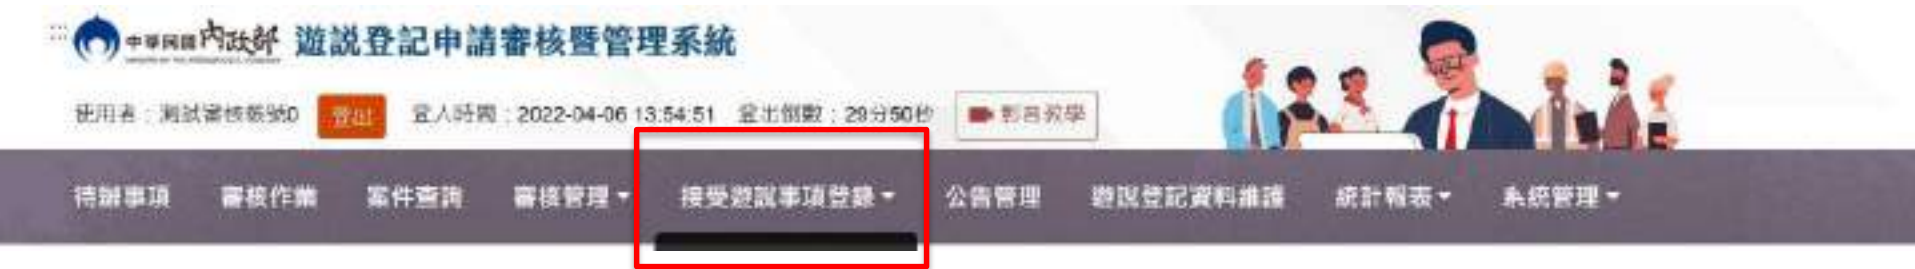 中華民國內政部 遊説登記申請審核暨管理系統
使用者：測試審核帳號0 登出 登入時間：2022-04-06 13:54:51 登出倒數：29分50秒 影音教學
待辦事項 審核作業 案件查詢 審核管理 接受遊說事項登錄 公告管理 遊說登記資料維護 統計報表 系統管理